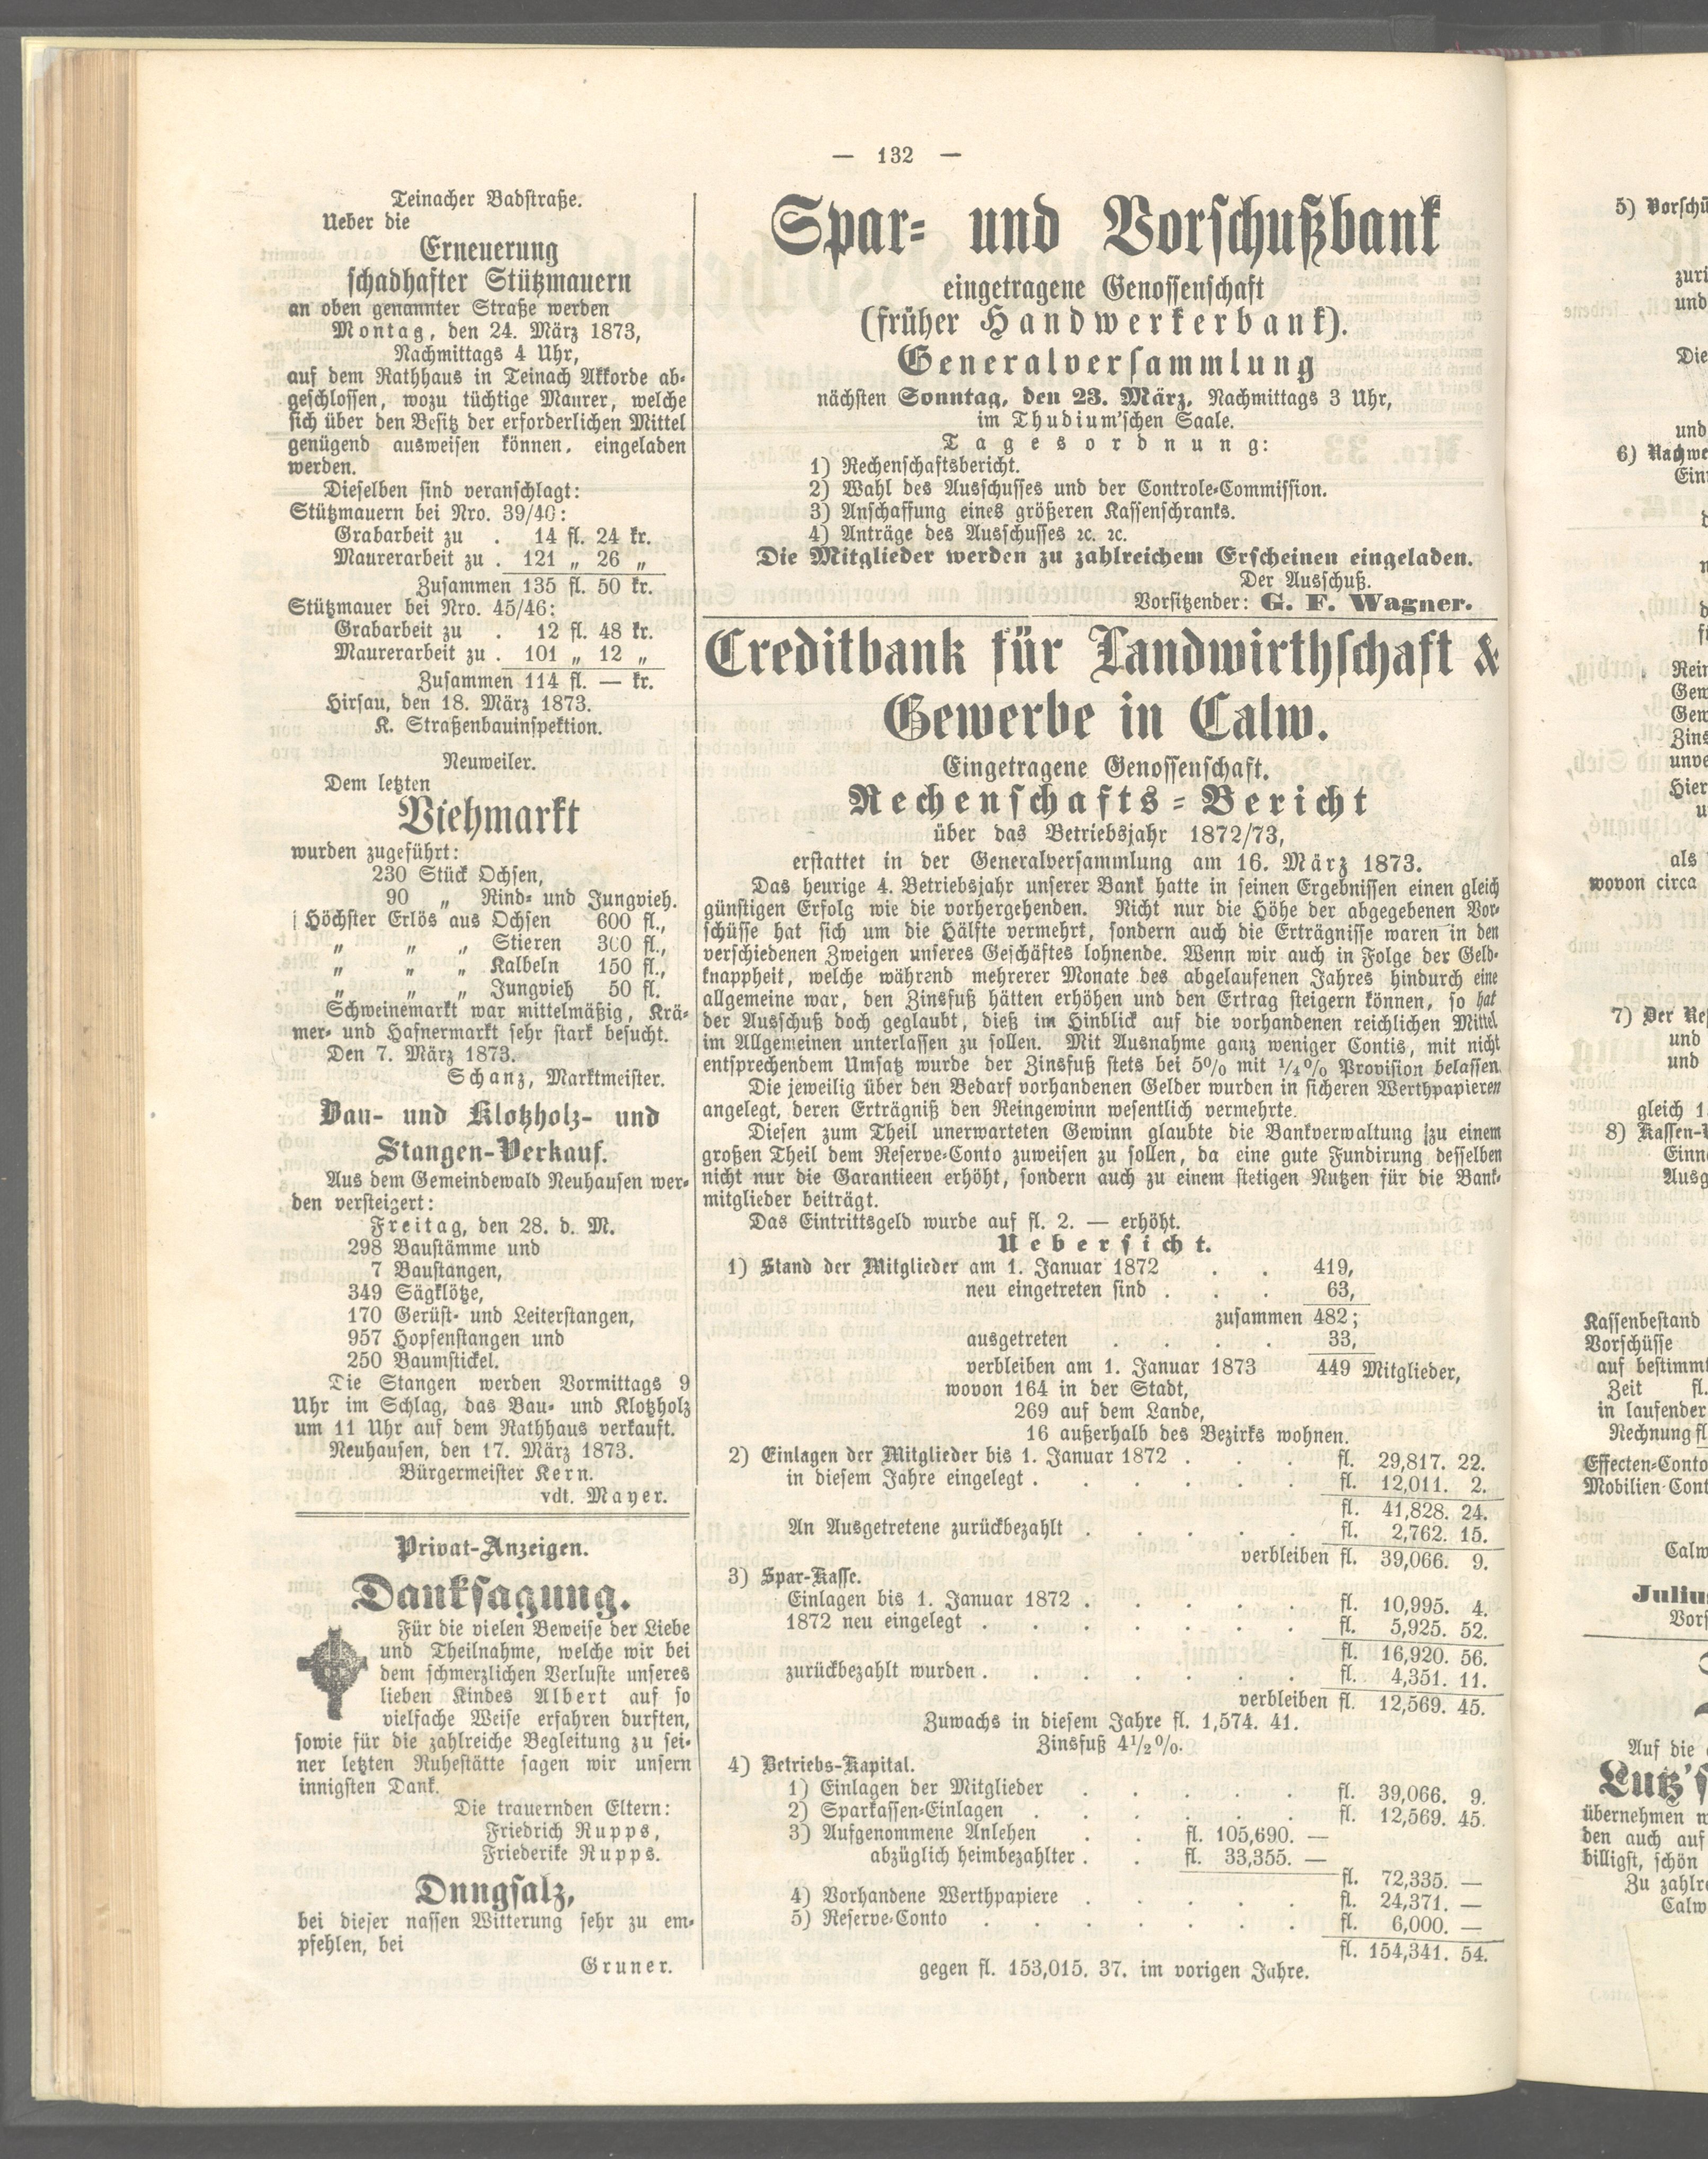 — 132 —
Teinacher Badstraße.
Ueber die
Erneuerung
schadhafter Stützmauern
an oben genannter Straße werden
Montag, den 24. März 1873,
Nachmittags 4 Uhr,
auf dem Rathhaus in Teinach Akkorde ab-
geschlossen, wozu tüchtige Maurer, welche
sich über den Besitz der erforderlichen Mittel
genügend ausweisen können, eingeladen
werden.
Dieselben sind veranschlagt:
Stützmauern bei Nro. 39/40:
Grabarbeit zu . 14 fl. 24 kr.
Maurerarbeit zu . 121 „ 26 „
Zusammen 135 fl. 50 kr.
Stützmauer bei Nro. 45/46:
Grabarbeit zu . 12 fl. 48 kr.
Maurerarbeit zu . 101 „ 12 „
Zusammen 114 fl. — kr.
Hirsau, den 18. März 1873.
K. Straßenbauinspektion.
Neuweiler.
Dem letzten
Viehmarkt
wurden zugeführt:
230 Stück Ochsen,
90 „ Rind- und Jungvieh.
Höchster Erlös aus Ochsen 600 fl.,
„ „ „ Stieren 300 fl.,
„ „ „ Kalbeln 150 fl.,
„ „ „ Jungvieh 50 fl.
Schweinemarkt war mittelmäßig, Krä-
mer- und Hafnermarkt sehr stark besucht.
Den 7. März 1873.
Schanz, Marktmeister.
Bau- und Klotzholz- und
Stangen-Verkauf.
Aus dem Gemeindewald Neuhausen wer-
den versteigert:
Freitag, den 28. d. M.
298 Baustämme und
7 Baustangen,
349 Sägklötze,
170 Gerüst- und Leiterstangen,
957 Hopfenstangen und
250 Baumstickel.
Die Stangen werden Vormittags 9
Uhr im Schlag, das Bau- und Klotzholz
um 11 Uhr auf dem Rathhaus verkauft.
Neuhausen, den 17. März 1873.
Bürgermeister Kern.
vdt. Mayer.
Privat-Anzeigen.
Danksagung.
Für die vielen Beweise der Liebe
und Theilnahme, welche wir bei
dem schmerzlichen Verluste unseres
lieben Kindes Albert auf so
vielfache Weise erfahren durften,
sowie für die zahlreiche Begleitung zu sei-
ner letzten Ruhestätte sagen wir unsern
innigsten Dank.
Die trauernden Eltern:
Friedrich Rupps,
Friederike Rupps.
Dungsalz,
bei dieser nassen Witterung sehr zu em-
pfehlen, bei
Gruner.
Spar- und Vorschußbank
eingetragene Genossenschaft
(früher Handwerkerbank).
Generalversammlung
nächsten Sonntag, den 23. März, Nachmittags 3 Uhr,
im Thudium'schen Saale.
Tagesordnung:
1) Rechenschaftsbericht.
2) Wahl des Ausschusses und der Controle-Commission.
3) Anschaffung eines größeren Kassenschranks.
4) Anträge des Ausschusses ꝛc. ꝛc.
Die Mitglieder werden zu zahlreichem Erscheinen eingeladen.
Der Ausschuß.
Vorsitzender: G. F. Wagner.
Creditbank für Landwirthschaft &
Gewerbe in Calw.
Eingetragene Genossenschaft.
Rechenschafts-Bericht
über das Betriebsjahr 1872/73,
erstattet in der Generalversammlung am 16. März 1873.
Das heurige 4. Betriebsjahr unserer Bank hatte in seinen Ergebnissen einen gleich
günstigen Erfolg wie die vorhergehenden. Nicht nur die Höhe der abgegebenen Vor-
schüsse hat sich um die Hälfte vermehrt, sondern auch die Erträgnisse waren in den
verschiedenen Zweigen unseres Geschäftes lohnende. Wenn wir auch in Folge der Geld-
knappheit, welche während mehrerer Monate des abgelaufenen Jahres hindurch eine
allgemeine war, den Zinsfuß hätten erhöhen und den Ertrag steigern können, so hat
der Ausschuß doch geglaubt, dieß im Hinblick auf die vorhandenen reichlichen Mittel
im Allgemeinen unterlassen zu sollen. Mit Ausnahme ganz weniger Contis, mit nicht
entsprechendem Umsatz wurde der Zinsfuß stets bei 5% mit ¼% Provision belassen.
Die jeweilig über den Bedarf vorhandenen Gelder wurden in sicheren Werthpapieren
angelegt, deren Erträgniß den Reingewinn wesentlich vermehrte.
Diesen zum Theil unerwarteten Gewinn glaubte die Bankverwaltung zu einem
großen Theil dem Reserve-Conto zuweisen zu sollen, da eine gute Fundirung desselben
nicht nur die Garantieen erhöht, sondern auch zu einem stetigen Nutzen für die Bank-
mitglieder beiträgt.
Das Eintrittsgeld wurde auf fl. 2. — erhöht.
Uebersicht.
1) Stand der Mitglieder am 1. Januar 1872 . . 419,
neu eingetreten sind . . . 63,
zusammen 482;
ausgetreten . . . . 33,
verbleiben am 1. Januar 1873 449 Mitglieder,
wovon 164 in der Stadt,
269 auf dem Lande,
16 außerhalb des Bezirks wohnen.
2) Einlagen der Mitglieder bis 1. Januar 1872 . . . fl. 29,817. 22.
in diesem Jahre eingelegt . . . . . . fl. 12,011. 2.
fl. 41,828. 24.
An Ausgetretene zurückbezahlt . . . . . fl. 2,762. 15.
verbleiben fl. 39,066. 9.
3) Spar-Kasse.
Einlagen bis 1. Januar 1872 . . . . . fl. 10,995. 4.
1872 neu eingelegt . . . . . . . fl. 5,925. 52.
fl. 16,920. 56.
zurückbezahlt wurden . . . . . . . fl. 4,351. 11.
verbleiben fl. 12,569. 45.
Zuwachs in diesem Jahre fl. 1,574. 41.
Zinsfuß 4½%.
4) Betriebs-Kapital.
1) Einlagen der Mitglieder . . . . . fl. 39,066. 9.
2) Sparkassen-Einlagen . . . . . . fl. 12,569. 45.
3) Aufgenommene Anlehen . . fl. 105,690. —
abzüglich heimbezahlter . . fl. 33,355. —
fl. 72,335. —
4) Vorhandene Werthpapiere . . . . . fl. 24,371. —
5) Reserve-Conto . . . . . . . fl. 6,000. —
fl. 154,341. 54.
gegen fl. 153,015. 37. im vorigen Jahre.
5)
und
Die
und
6)
als
wovon circa
7) Der
und
und
gleich
8)
Kassenbestand
Vorschüsse
auf
Zeit fl.
in laufender
Rechnung fl.
Effecten-Conto
Auf die
übernehmen
den auch auf
billigst, schön